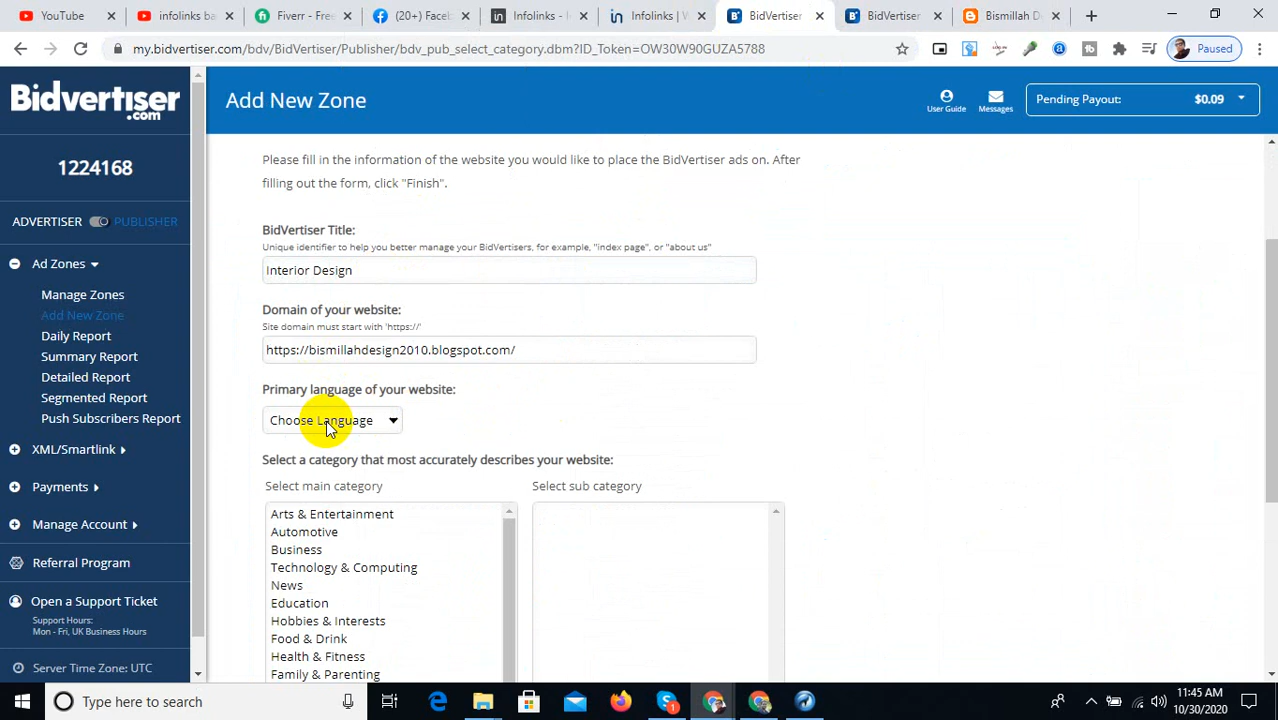 YouTube
infolinks ba
Fiverr - Free
(20+) Faceb
Infolinks - I
Infolinks | W
BidVertiser
BidVertiser
Bismillah D
my.bidvertiser.com/bdv/BidVertiser/Publisher/bdv_pub_select_category.dbm?ID_Token=OW30W90GUZA5788
Paused
Bidvertiser
.com
1224168
ADVERTISER PUBLISHER
Ad Zones
Manage Zones
Add New Zone
Daily Report
Summary Report
Detailed Report
Segmented Report
Push Subscribers Report
XML/Smartlink
Payments
Manage Account
Referral Program
Open a Support Ticket
Support Hours:
Mon - Fri, UK Business Hours
Server Time Zone: UTC
Add New Zone
User Guide
Messages
Pending Payout: $0.09
Please fill in the information of the website you would like to place the BidVertiser ads on. After
filling out the form, click "Finish".
BidVertiser Title:
Unique identifier to help you better manage your BidVertisers, for example, "index page", or "about us"
Interior Design
Domain of your website:
Site domain must start with 'https://'
https://bismillahdesign2010.blogspot.com/
Primary language of your website:
Choose Language
Select a category that most accurately describes your website:
Select main category
Select sub category
Arts & Entertainment
Automotive
Business
Technology & Computing
News
Education
Hobbies & Interests
Food & Drink
Health & Fitness
Family & Parenting
Type here to search
11:45 AM
10/30/2020